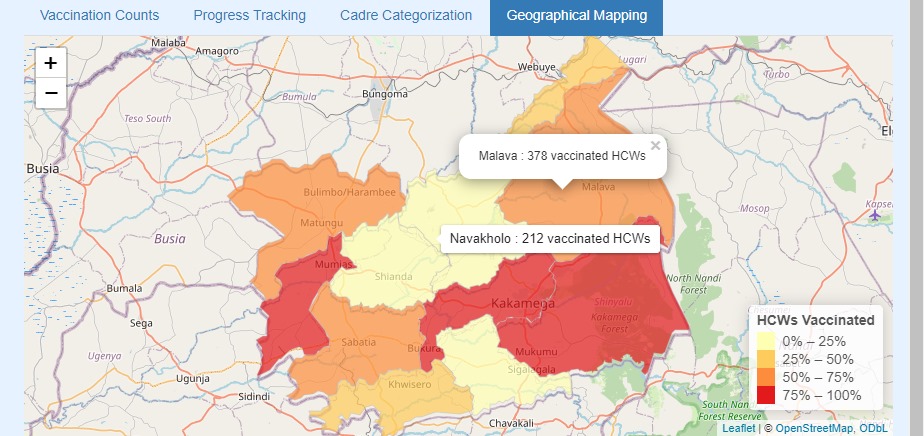 Vaccination Counts Progress Tracking Cadre Categorization Geographical Mapping
Malaba
Amagoro
Webuye
Lugari
Turbo
+
−
Bungoma
Bumula
Teso South
Busia
Malava : 378 vaccinated HCWs ×
Malava
Bulimbo/Harambee
Matungu
Mosop
Busia
Navakholo : 212 vaccinated HCWs
Mumias
Shianda
North Nandi
Forest
Bumala
Kakamega
Shinyalu
Kakamega
Forest
Sega
Sabatia
Bukura
Mukumu
Sigalagala
Ugenya
Ugunja
Khwisero
Sidindi
Chavakali
HCWs Vaccinated
0% – 25%
25% – 50%
50% – 75%
75% – 100%
South Nan
Forest Reserve
Leaflet | © OpenStreetMap, ODbL